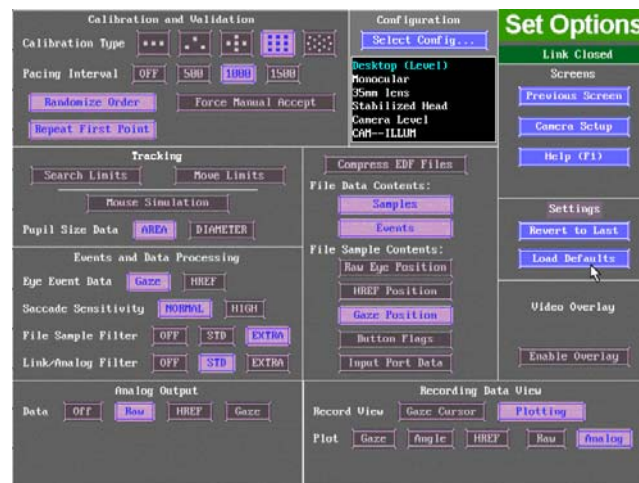 Calibration and Validation
Calibration Type
Pacing Interval OFF 500 1000 1500
Randomize Order Force Manual Accept
Repeat First Point
Configuration
Select Config...
Desktop (Level)
Monocular
35mm lens
Stabilized Head
Camera Level
CAM--ILLUM
Set Options
Link Closed
Screens
Previous Screen
Camera Setup
Help (F1)
Tracking
Search Limits Move Limits
Mouse Simulation
Pupil Size Data AREA DIAMETER
Compress EDF Files
File Data Contents:
Samples
Events
Settings
Revert to Last
Load Defaults
Events and Data Processing
Eye Event Data Gaze HREF
Saccade Sensitivity NORMAL HIGH
File Sample Filter OFF STD EXTRA
Link/Analog Filter OFF STD EXTRA
File Sample Contents:
Raw Eye Position
HREF Position
Gaze Position
Button Flags
Input Port Data
Video Overlay
Enable Overlay
Analog Output
Data Off Raw HREF Gaze
Recording Data View
Record View Gaze Cursor Plotting
Plot Gaze Angle HREF Raw Analog